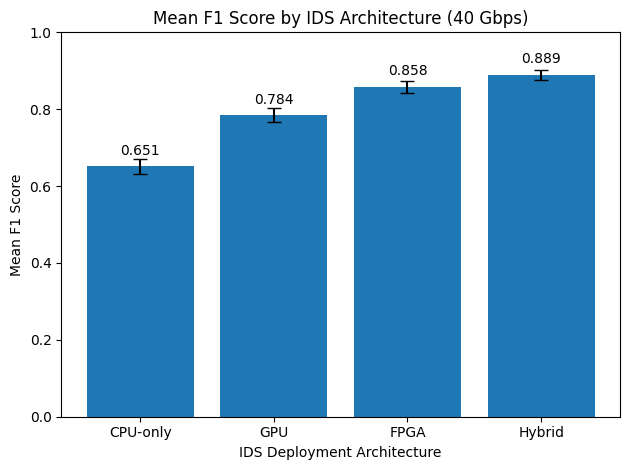 Mean F1 Score by IDS Architecture (40 Gbps)
Mean F1 Score
1.0
0.8
0.6
0.4
0.2
0.0
0.651
0.784
0.858
0.889
CPU-only GPU FPGA Hybrid
IDS Deployment Architecture